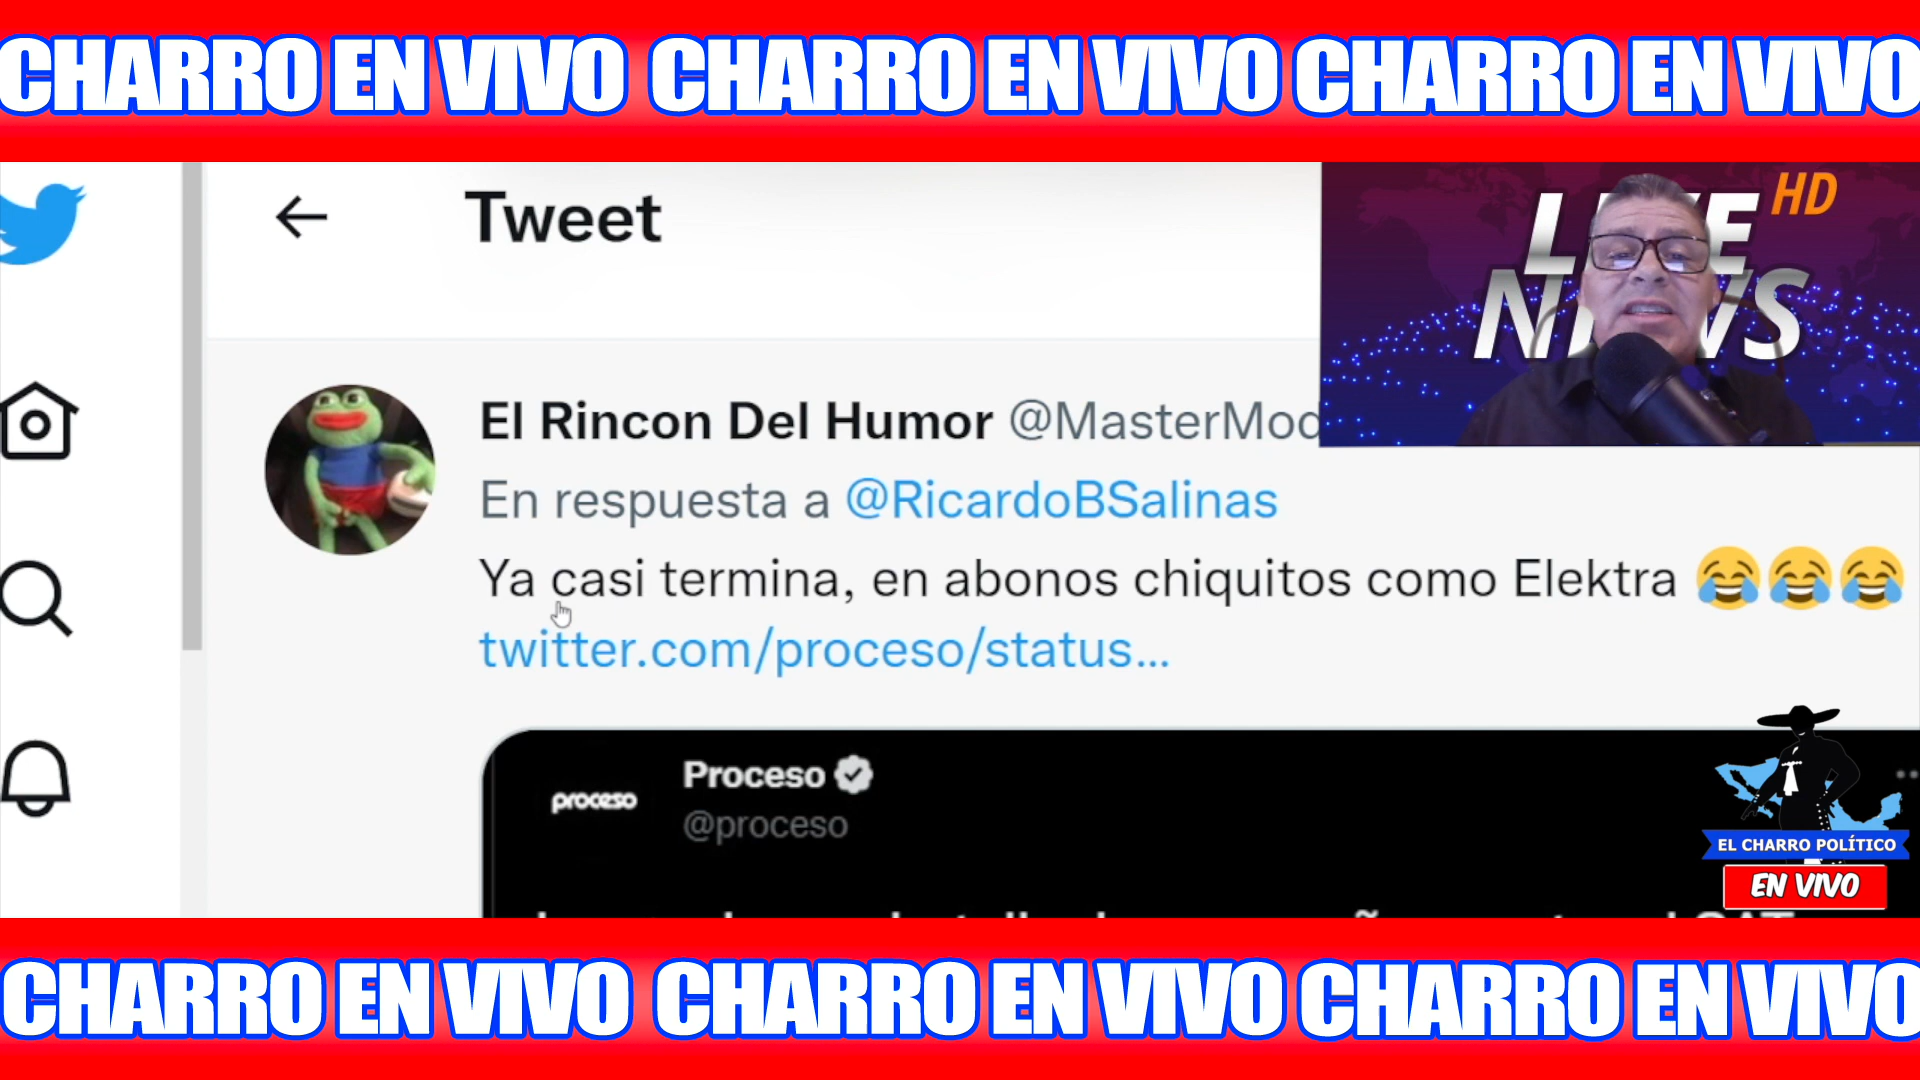 CHARRO EN VIVO CHARRO EN VIVO CHARRO EN VIVO
Tweet
LIVE HD
NEWS
El Rincon Del Humor @MasterMod
En respuesta a @RicardoBSalinas
Ya casi termina, en abonos chiquitos como Elektra 😂😂😂
twitter.com/proceso/status...
proceso
Proceso
@proceso
EL CHARRO POLÍTICO
EN VIVO
CHARRO EN VIVO CHARRO EN VIVO CHARRO EN VIVO